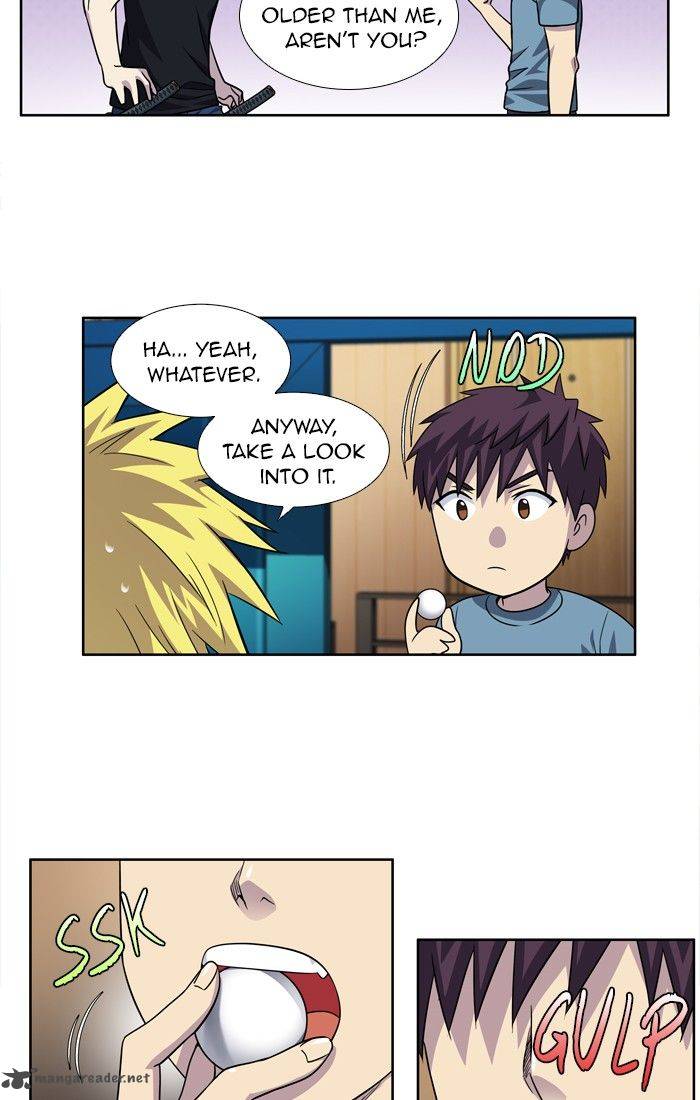 OLDER THAN ME,
AREN'T YOU?
HA... YEAH,
WHATEVER.
ANYWAY,
TAKE A LOOK
INTO IT.
NOD
SSK
GULP
mangareader.net